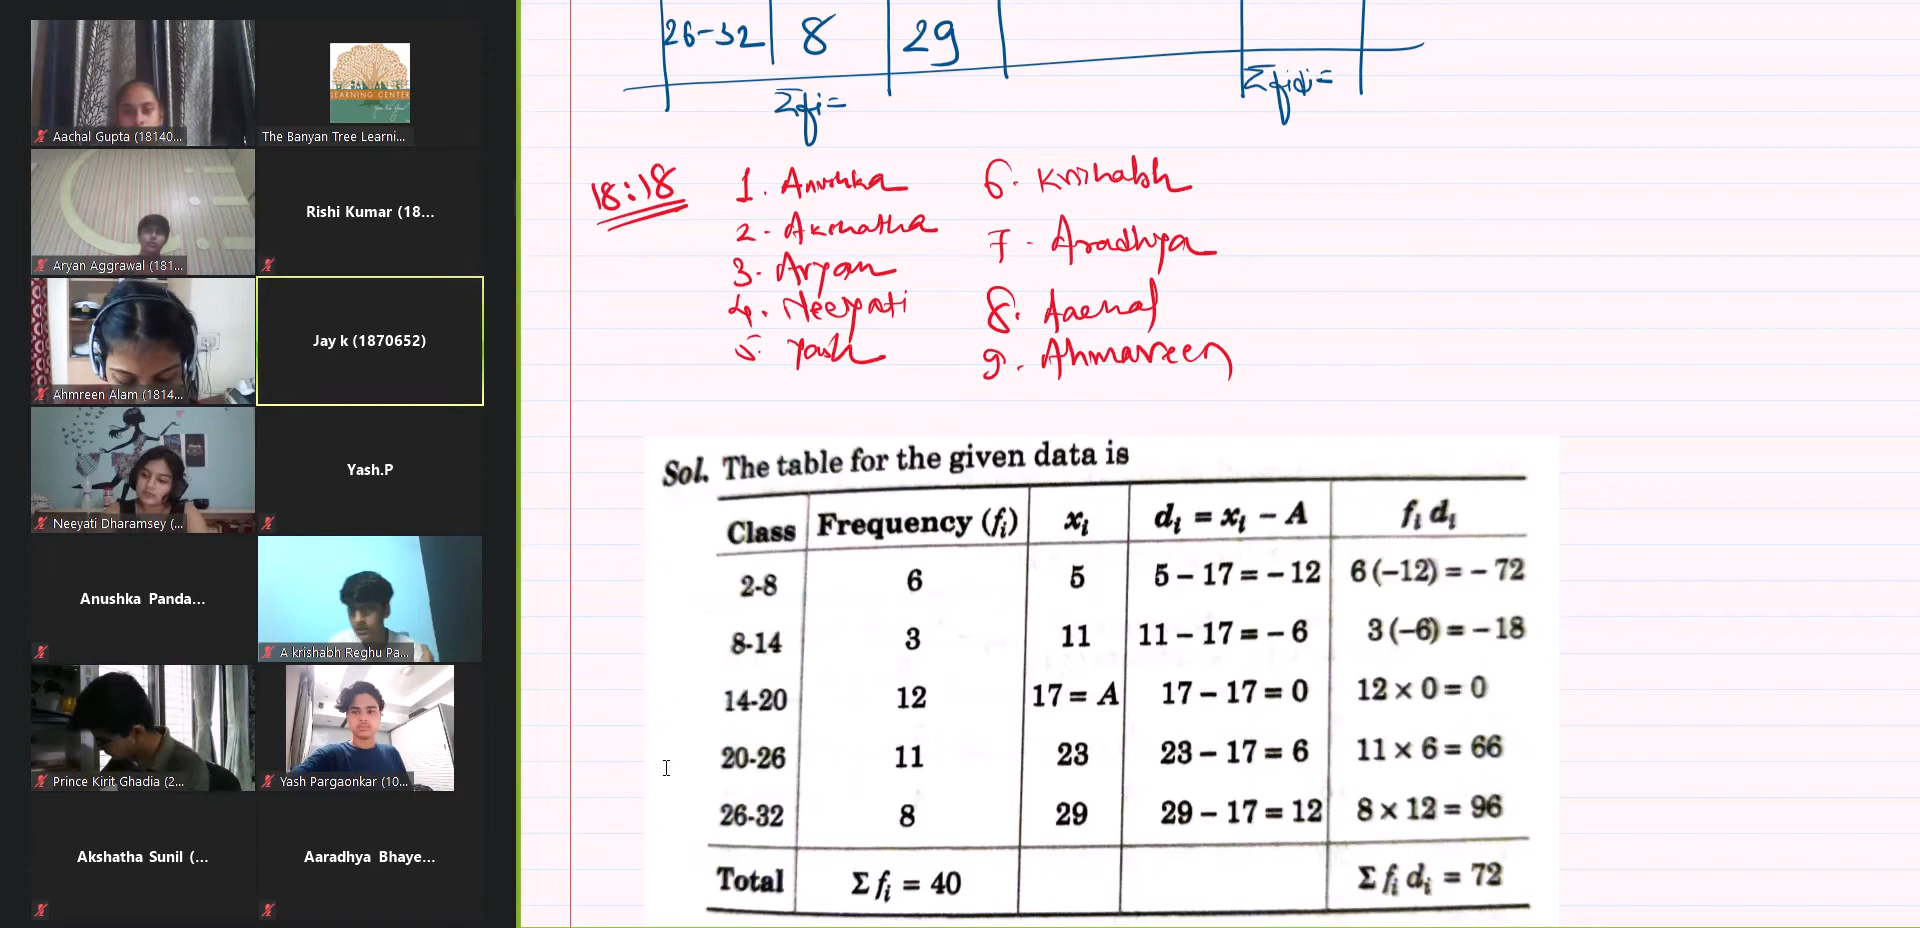 Aachal Gupta (18140...
LEARNING CENTER
The Banyan Tree Learni...
Aryan Aggrawal (181...
Rishi Kumar (18...
Ahmreen Alam (1814...
Jay k (1870652)
Neeyati Dharamsey (...
Yash.P
Anushka Panda...
A krishabh Reghu Pa...
Prince Kirit Ghadia (2...
Yash Pargaonkar (10...
Akshatha Sunil (...
Aaradhya Bhaye...
26-32 8 29
Σfi= Σfidi=
18:18
1. Anushka
2- Akshatha
3. Aryan
4. Neeyati
5. Yash
6. Krishabh
7. Aradhya
8. Aachal
9. Ahmareen
Sol. The table for the given data is
Class Frequency (fᵢ) xᵢ dᵢ = xᵢ – A fᵢ dᵢ
2-8 6 5 5 – 17 = – 12 6 (–12) = – 72
8-14 3 11 11 – 17 = – 6 3 (–6) = – 18
14-20 12 17 = A 17 – 17 = 0 12 × 0 = 0
20-26 11 23 23 – 17 = 6 11 × 6 = 66
26-32 8 29 29 – 17 = 12 8 × 12 = 96
Total Σ fᵢ = 40 Σ fᵢ dᵢ = 72